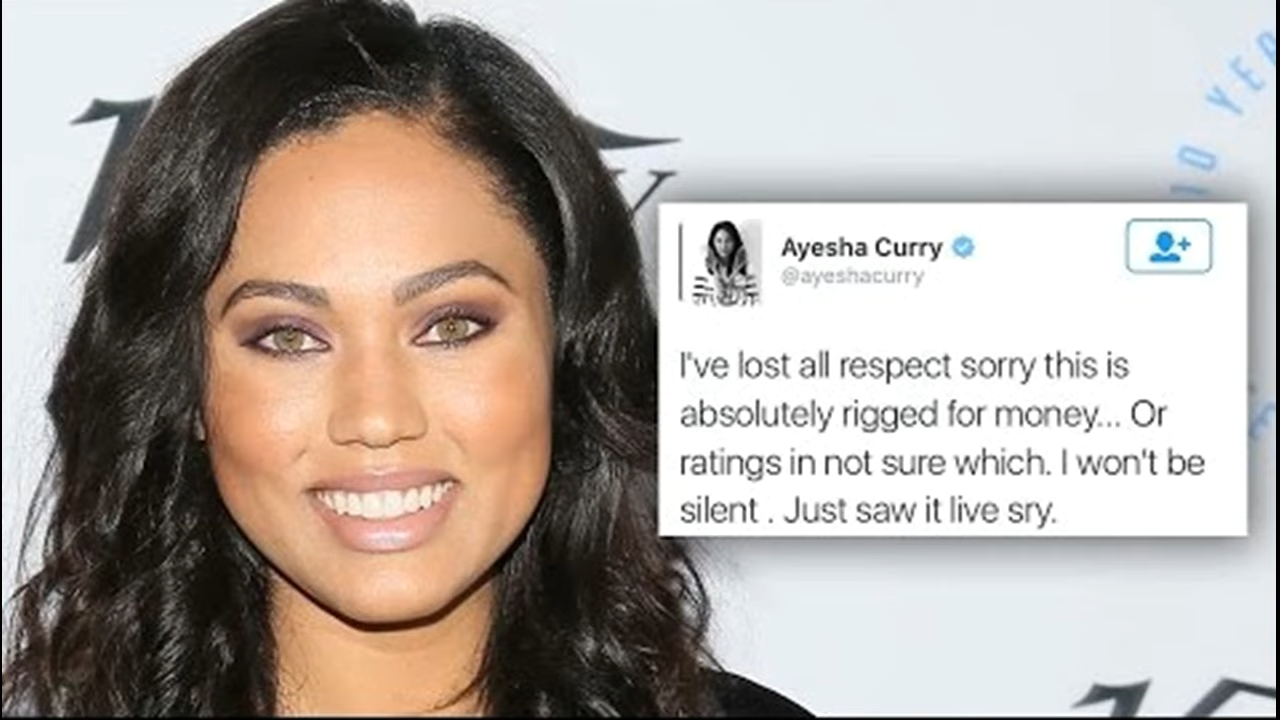 Ayesha Curry
@ayeshacurry
I've lost all respect sorry this is
absolutely rigged for money... Or
ratings in not sure which. I won't be
silent . Just saw it live sry.